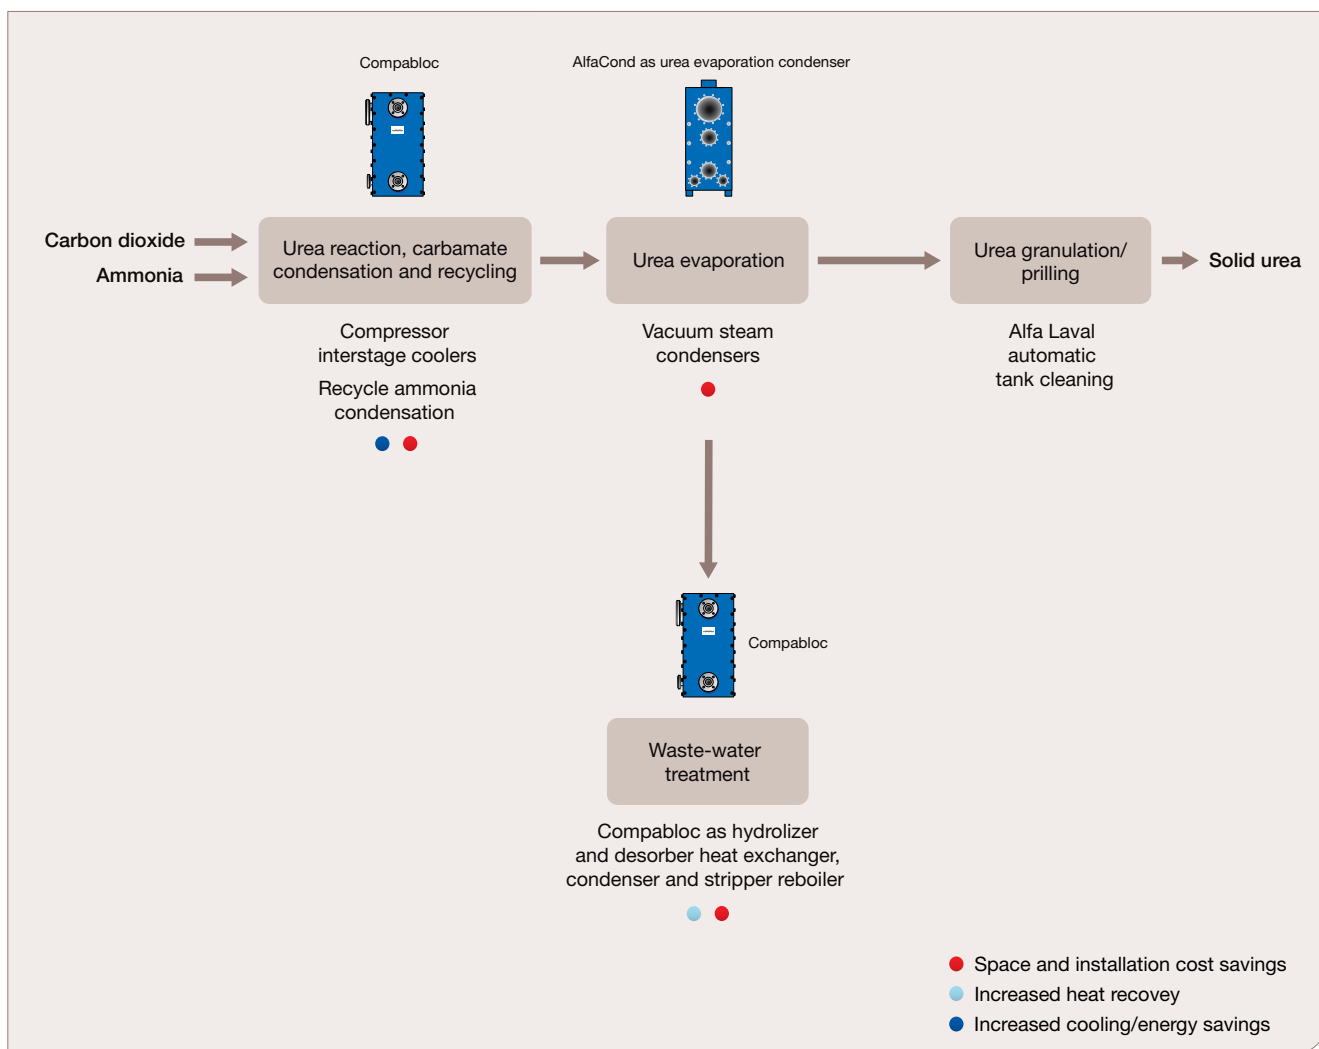 Compabloc
AlfaCond as urea evaporation condenser
Carbon dioxide
Ammonia
Urea reaction, carbamate
condensation and recycling
Urea evaporation
Urea granulation/
prilling
Solid urea
Compressor
interstage coolers
Recycle ammonia
condensation
Vacuum steam
condensers
Alfa Laval
automatic
tank cleaning
Compabloc
Waste-water
treatment
Compabloc as hydrolizer
and desorber heat exchanger,
condenser and stripper reboiler
Space and installation cost savings
Increased heat recovey
Increased cooling/energy savings